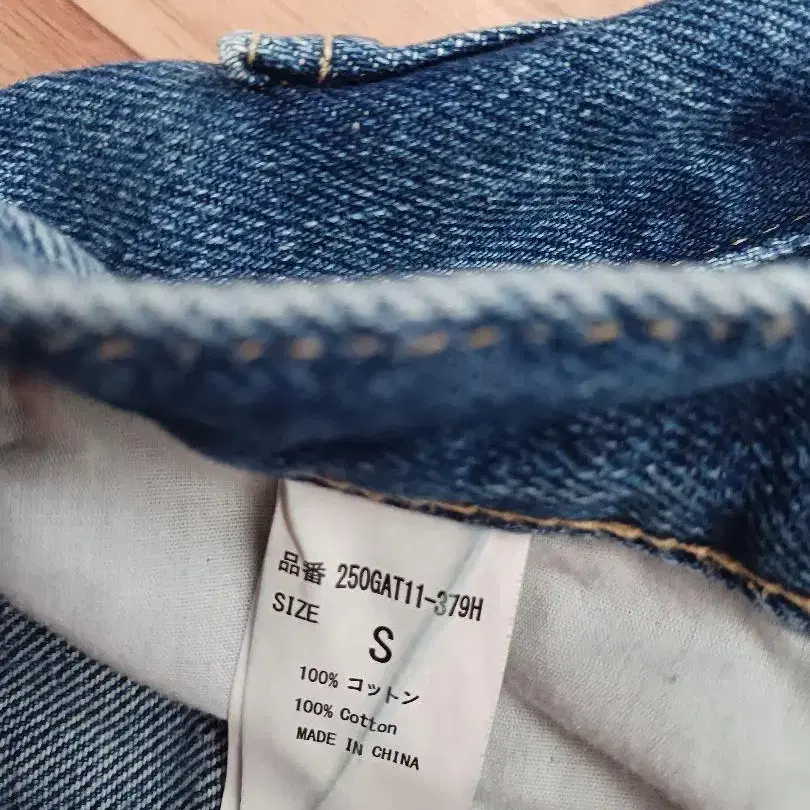 品番 250GAT11-379H
SIZE
S
100% コットン
100% Cotton
MADE IN CHINA